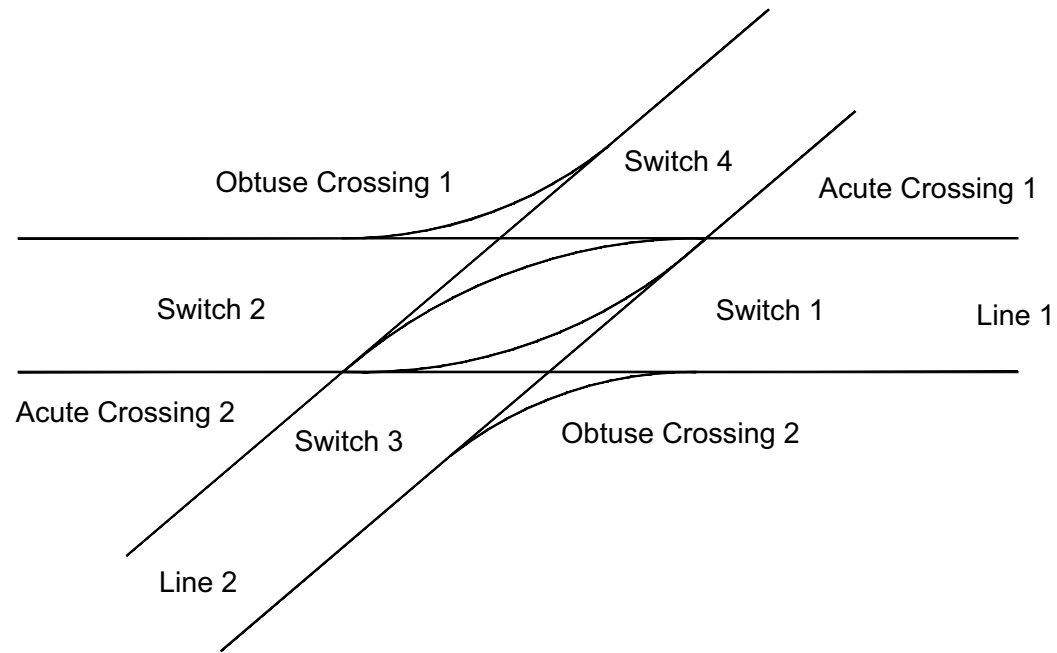 Switch 4
Obtuse Crossing 1
Acute Crossing 1
Switch 2
Switch 1
Line 1
Acute Crossing 2
Switch 3
Obtuse Crossing 2
Line 2